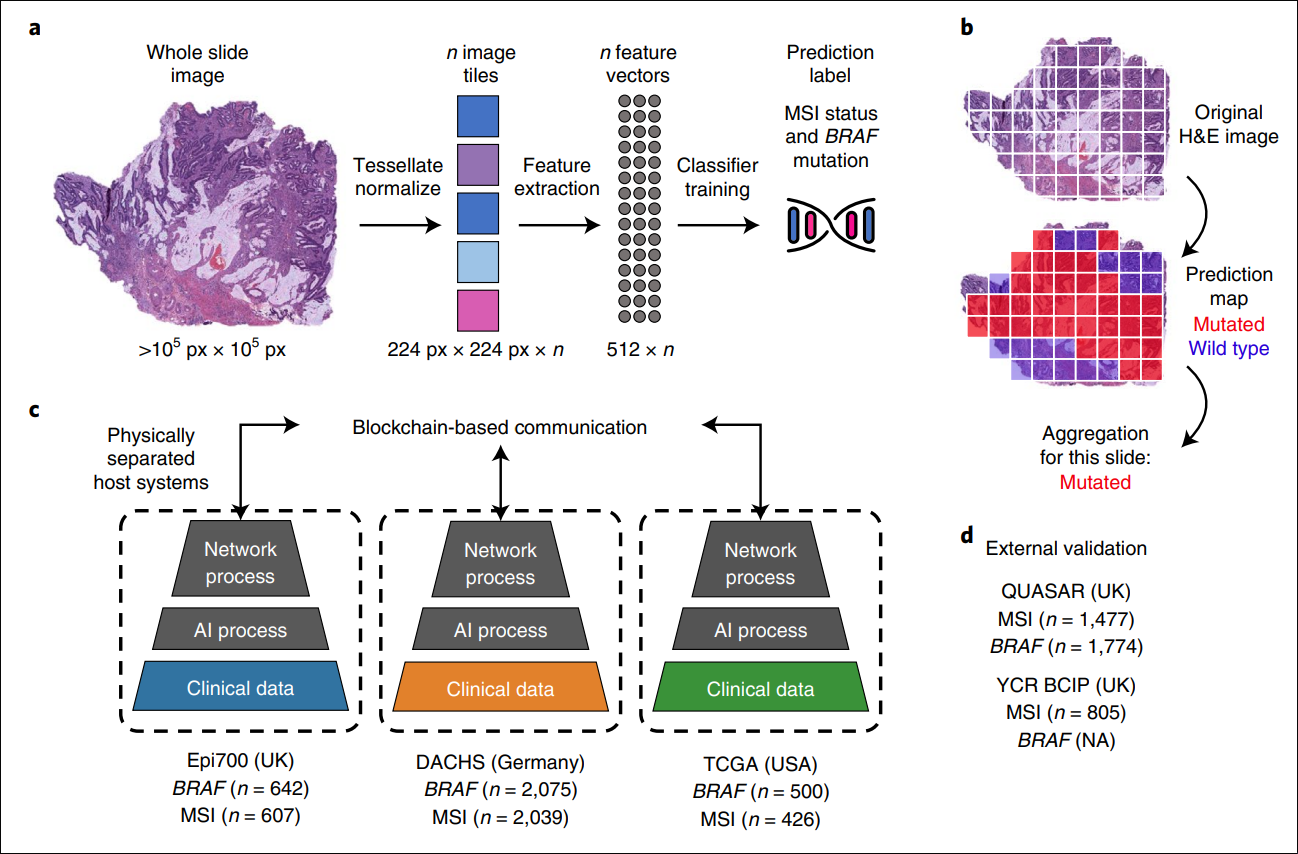 a
Whole slide
image
>10⁵ px × 10⁵ px
Tessellate
normalize
n image
tiles
224 px × 224 px × n
Feature
extraction
n feature
vectors
512 × n
Classifier
training
Prediction
label
MSI status
and BRAF
mutation
b
Original
H&E image
Prediction
map
Mutated
Wild type
Aggregation
for this slide:
Mutated
c
Physically
separated
host systems
Blockchain-based communication
Network
process
AI process
Clinical data
Epi700 (UK)
BRAF (n = 642)
MSI (n = 607)
Network
process
AI process
Clinical data
DACHS (Germany)
BRAF (n = 2,075)
MSI (n = 2,039)
Network
process
AI process
Clinical data
TCGA (USA)
BRAF (n = 500)
MSI (n = 426)
d
External validation
QUASAR (UK)
MSI (n = 1,477)
BRAF (n = 1,774)
YCR BCIP (UK)
MSI (n = 805)
BRAF (NA)